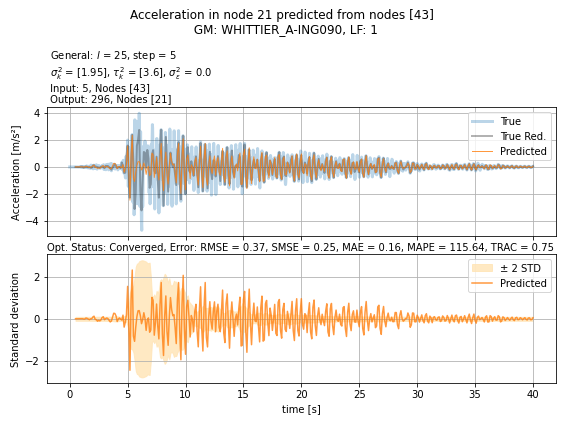 Acceleration in node 21 predicted from nodes [43]
GM: WHITTIER_A-ING090, LF: 1
General: l = 25, step = 5
σ²ₖ = [1.95], τ²ₖ = [3.6], σ²ε = 0.0
Input: 5, Nodes [43]
Output: 296, Nodes [21]
Acceleration [m/s²]
4
2
0
−2
−4
True
True Red.
Predicted
Opt. Status: Converged, Error: RMSE = 0.37, SMSE = 0.25, MAE = 0.16, MAPE = 115.64, TRAC = 0.75
Standard deviation
2
0
−2
± 2 STD
Predicted
0 5 10 15 20 25 30 35 40
time [s]